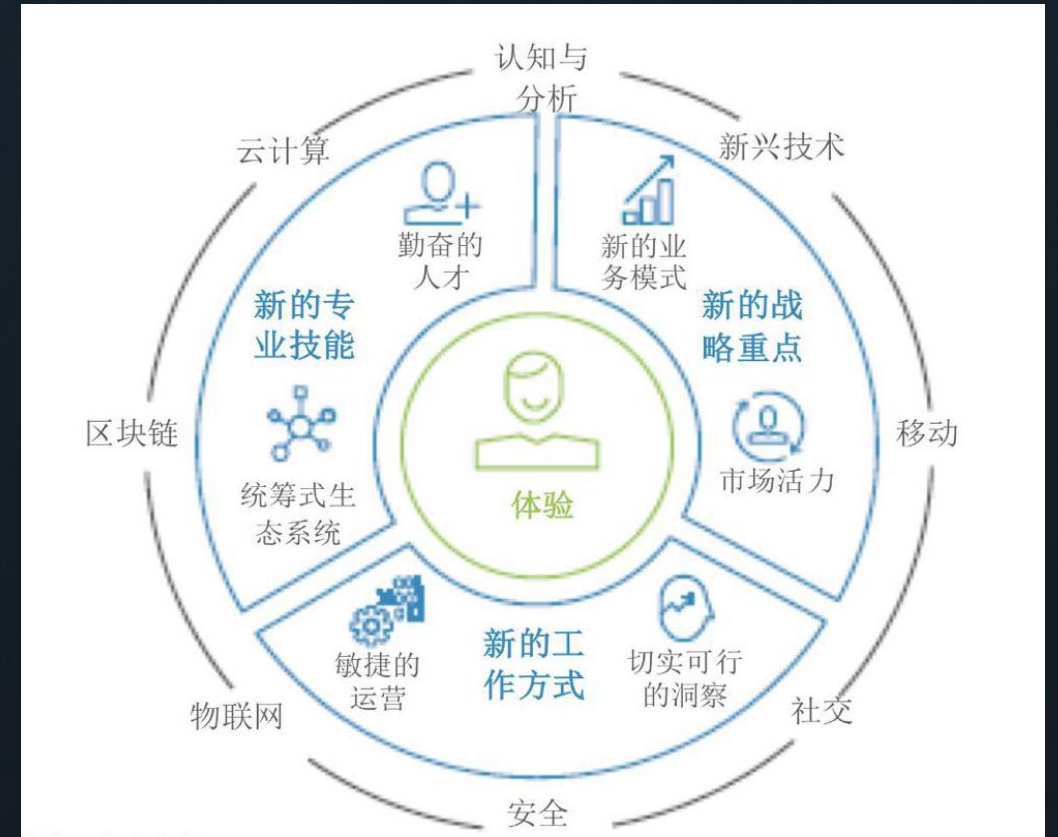 认知与
分析
云计算
新兴技术
勤奋的
人才
新的业
务模式
新的专
业技能
新的战
略重点
区块链
移动
统筹式生
态系统
市场活力
体验
敏捷的
运营
新的工
作方式
切实可行
的洞察
物联网
社交
安全